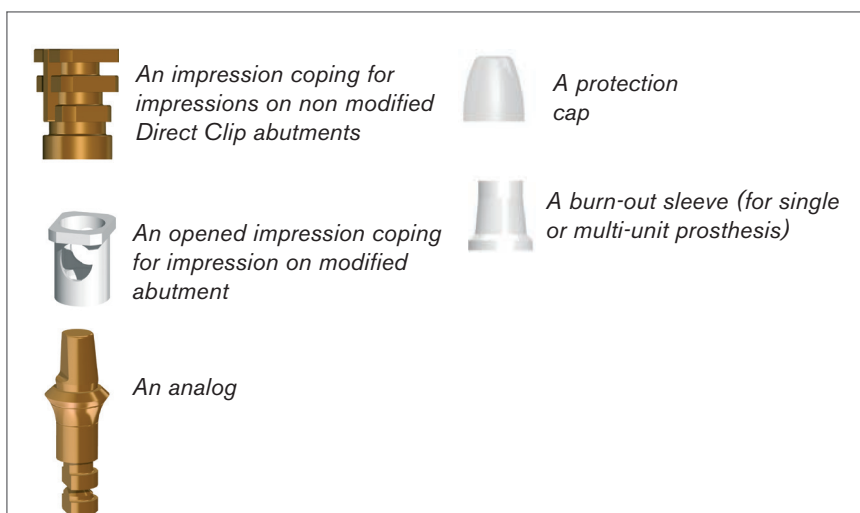 An impression coping for
impressions on non modified
Direct Clip abutments
An opened impression coping
for impression on modified
abutment
An analog
A protection
cap
A burn-out sleeve (for single
or multi-unit prosthesis)